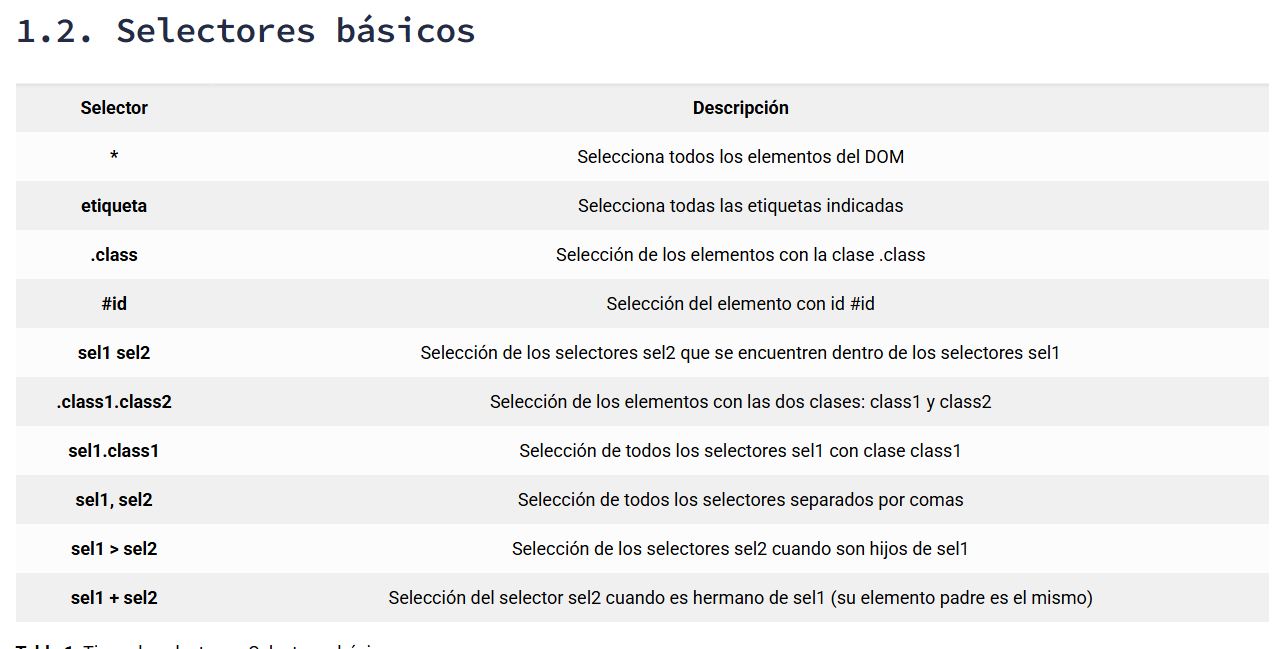 1.2. Selectores básicos
Selector Descripción
* Selecciona todos los elementos del DOM
etiqueta Selecciona todas las etiquetas indicadas
.class Selección de los elementos con la clase .class
#id Selección del elemento con id #id
sel1 sel2 Selección de los selectores sel2 que se encuentren dentro de los selectores sel1
.class1.class2 Selección de los elementos con las dos clases: class1 y class2
sel1.class1 Selección de todos los selectores sel1 con clase class1
sel1, sel2 Selección de todos los selectores separados por comas
sel1 > sel2 Selección de los selectores sel2 cuando son hijos de sel1
sel1 + sel2 Selección del selector sel2 cuando es hermano de sel1 (su elemento padre es el mismo)